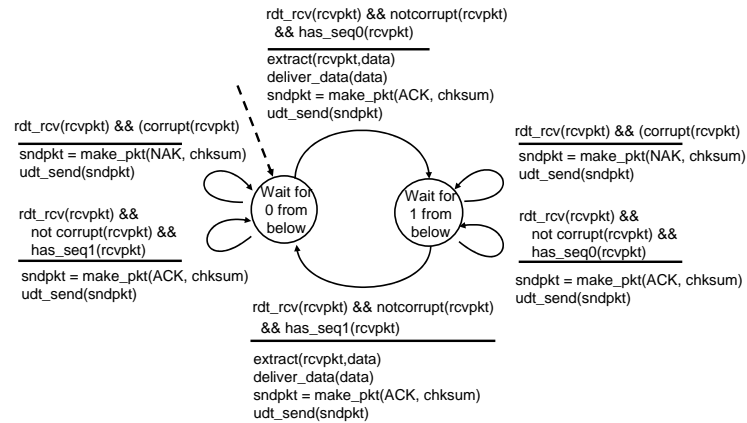 rdt_rcv(rcvpkt) && notcorrupt(rcvpkt)
&& has_seq0(rcvpkt)
extract(rcvpkt,data)
deliver_data(data)
sndpkt = make_pkt(ACK, chksum)
udt_send(sndpkt)
rdt_rcv(rcvpkt) && (corrupt(rcvpkt)
sndpkt = make_pkt(NAK, chksum)
udt_send(sndpkt)
rdt_rcv(rcvpkt) &&
not corrupt(rcvpkt) &&
has_seq1(rcvpkt)
sndpkt = make_pkt(ACK, chksum)
udt_send(sndpkt)
Wait for
0 from
below
Wait for
1 from
below
rdt_rcv(rcvpkt) && (corrupt(rcvpkt)
sndpkt = make_pkt(NAK, chksum)
udt_send(sndpkt)
rdt_rcv(rcvpkt) &&
not corrupt(rcvpkt) &&
has_seq0(rcvpkt)
sndpkt = make_pkt(ACK, chksum)
udt_send(sndpkt)
rdt_rcv(rcvpkt) && notcorrupt(rcvpkt)
&& has_seq1(rcvpkt)
extract(rcvpkt,data)
deliver_data(data)
sndpkt = make_pkt(ACK, chksum)
udt_send(sndpkt)